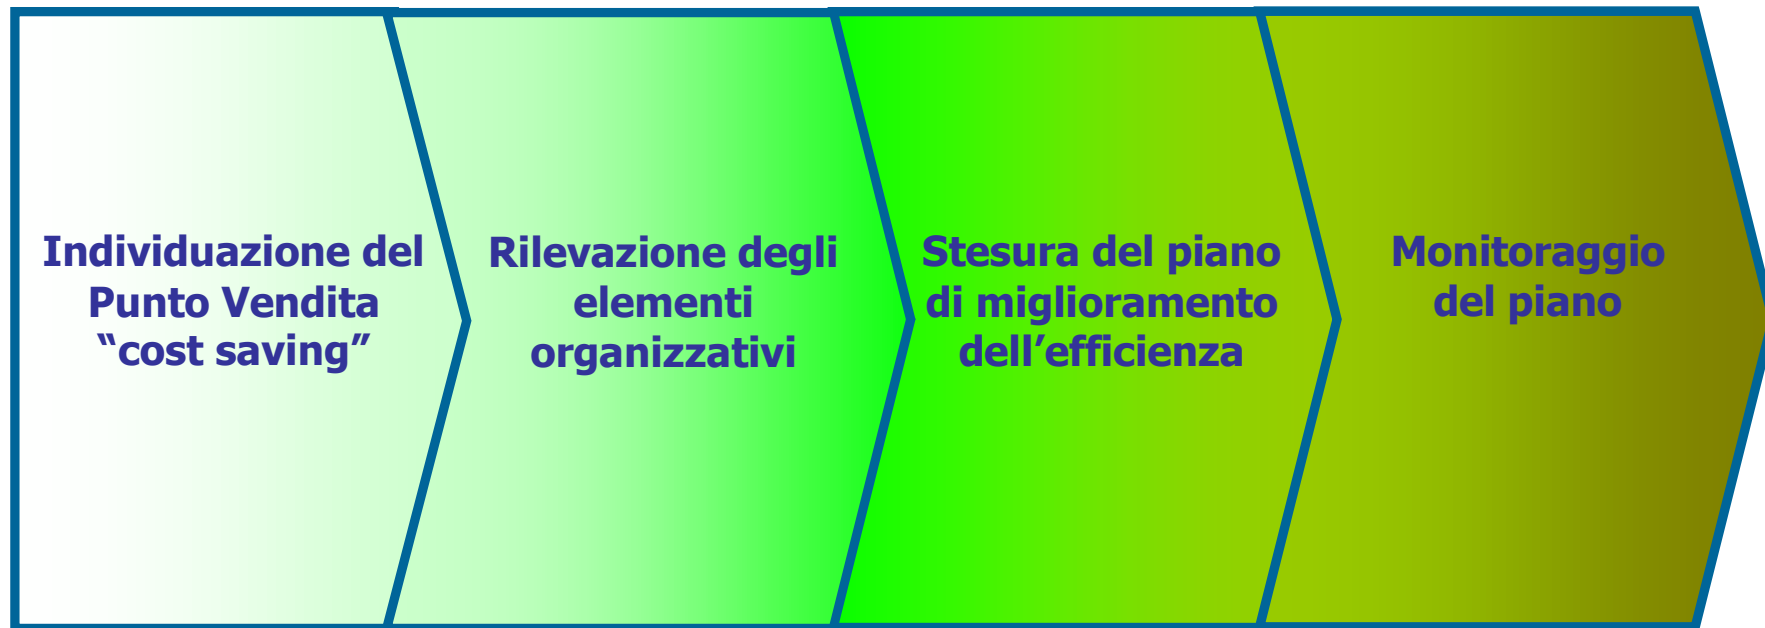 Individuazione del
Punto Vendita
“cost saving”
Rilevazione degli
elementi
organizzativi
Stesura del piano
di miglioramento
dell’efficienza
Monitoraggio
del piano